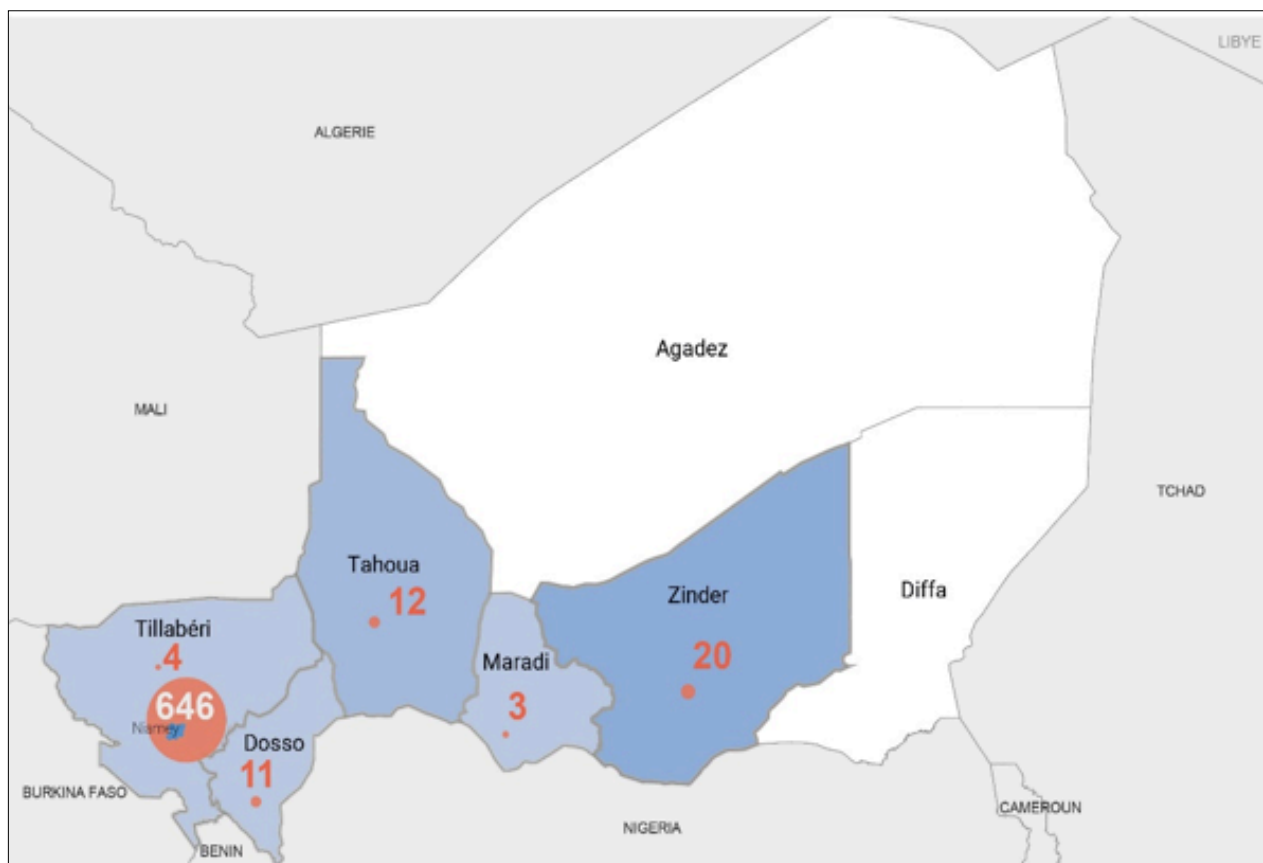 LIBYE
ALGERIE
Agadez
MALI
TCHAD
Tahoua
12
Zinder
20
Diffa
Tillabéri
4
Maradi
3
646
Niamey
Dosso
11
BURKINA FASO
BENIN
NIGERIA
CAMEROUN